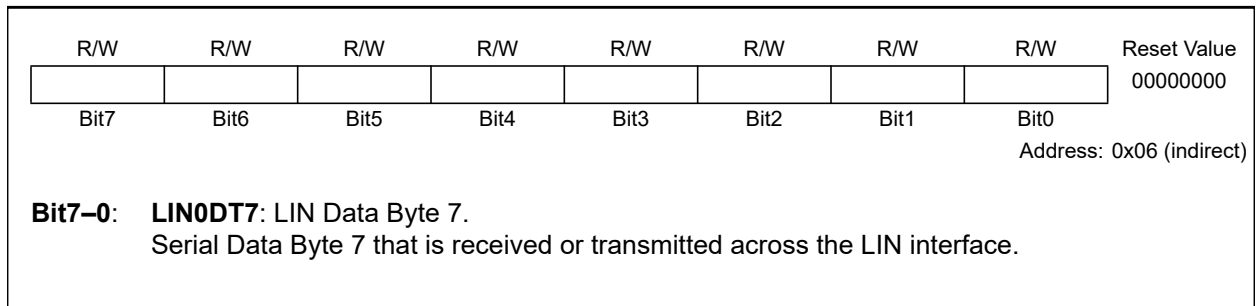 R/W R/W R/W R/W R/W R/W R/W R/W Reset Value
00000000
Bit7 Bit6 Bit5 Bit4 Bit3 Bit2 Bit1 Bit0
Address: 0x06 (indirect)
Bit7–0: LIN0DT7: LIN Data Byte 7.
Serial Data Byte 7 that is received or transmitted across the LIN interface.